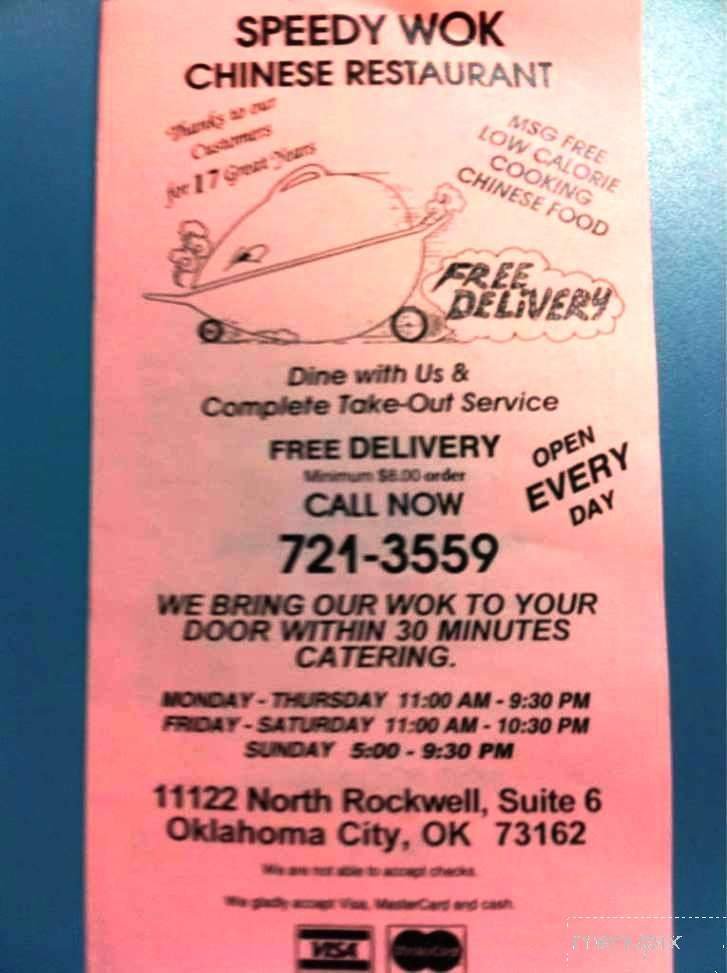 SPEEDY WOK
CHINESE RESTAURANT
Thanks to our
Customers
for 17 Great Years
MSG FREE
LOW CALORIE
COOKING
CHINESE FOOD
FREE
DELIVERY
Dine with Us &
Complete Take-Out Service
FREE DELIVERY
Minimum $6.00 order
CALL NOW
721-3559
OPEN
EVERY
DAY
WE BRING OUR WOK TO YOUR
DOOR WITHIN 30 MINUTES
CATERING.
MONDAY - THURSDAY 11:00 AM - 9:30 PM
FRIDAY - SATURDAY 11:00 AM - 10:30 PM
SUNDAY 5:00 - 9:30 PM
11122 North Rockwell, Suite 6
Oklahoma City, OK 73162
We are not able to accept checks.
We gladly accept Visa, MasterCard and cash.
VISA MasterCard
menupix